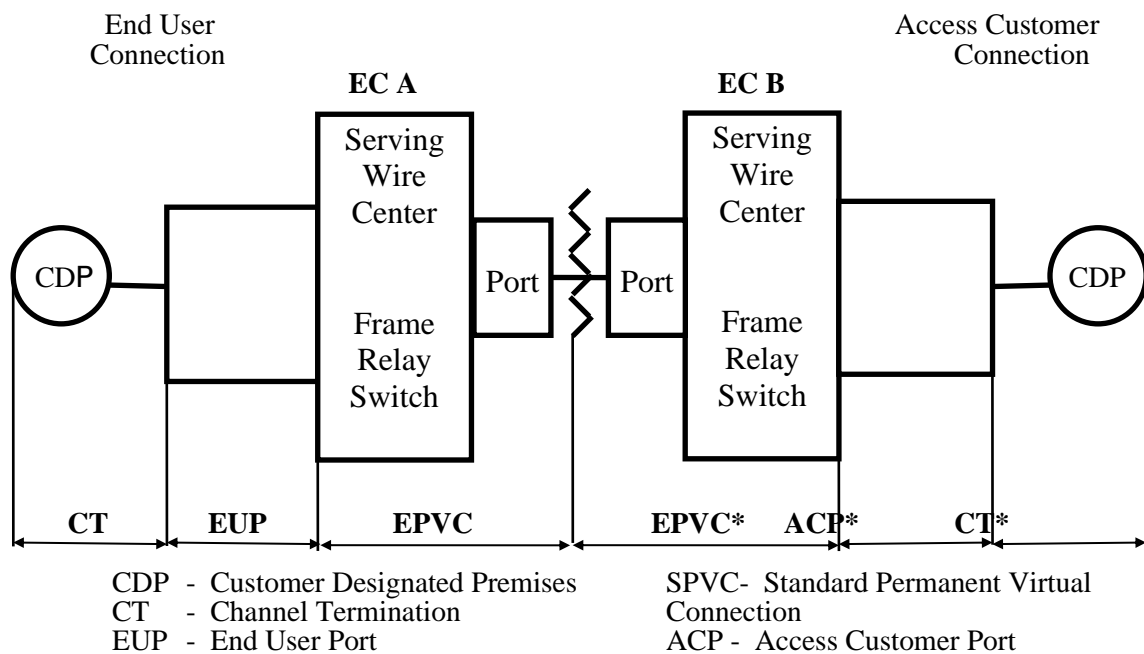 End User
Connection
Access Customer
Connection
EC A
EC B
Serving
Wire
Center
Frame
Relay
Switch
Serving
Wire
Center
Frame
Relay
Switch
CDP
Port
Port
CDP
CT
EUP
EPVC
EPVC*
ACP*
CT*
CDP - Customer Designated Premises
CT - Channel Termination
EUP - End User Port
SPVC- Standard Permanent Virtual
Connection
ACP - Access Customer Port